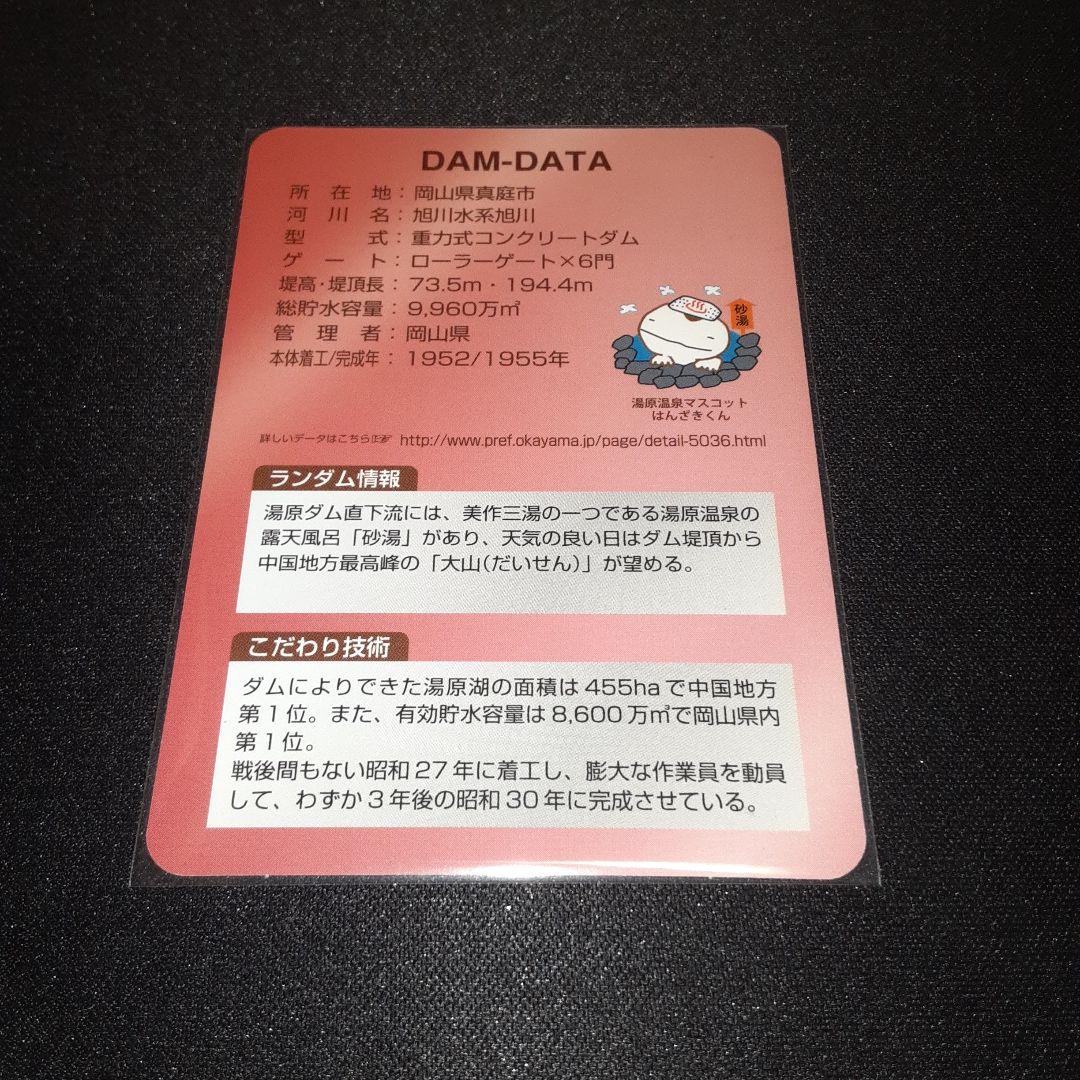 DAM-DATA
所在地：岡山県真庭市
河川名：旭川水系旭川
型式：重力式コンクリートダム
ゲート：ローラーゲート×6門
堤高・堤頂長：73.5m・194.4m
総貯水容量：9,960万㎥
管理者：岡山県
本体着工/完成年：1952/1955年
砂湯
湯原温泉マスコット
はんざきくん
詳しいデータはこちら☞ http://www.pref.okayama.jp/page/detail-5036.html
ランダム情報
湯原ダム直下流には、美作三湯の一つである湯原温泉の
露天風呂「砂湯」があり、天気の良い日はダム堤頂から
中国地方最高峰の「大山（だいせん）」が望める。
こだわり技術
ダムによりできた湯原湖の面積は455haで中国地方
第1位。また、有効貯水容量は8,600万㎥で岡山県内
第1位。
戦後間もない昭和27年に着工し、膨大な作業員を動員
して、わずか3年後の昭和30年に完成させている。